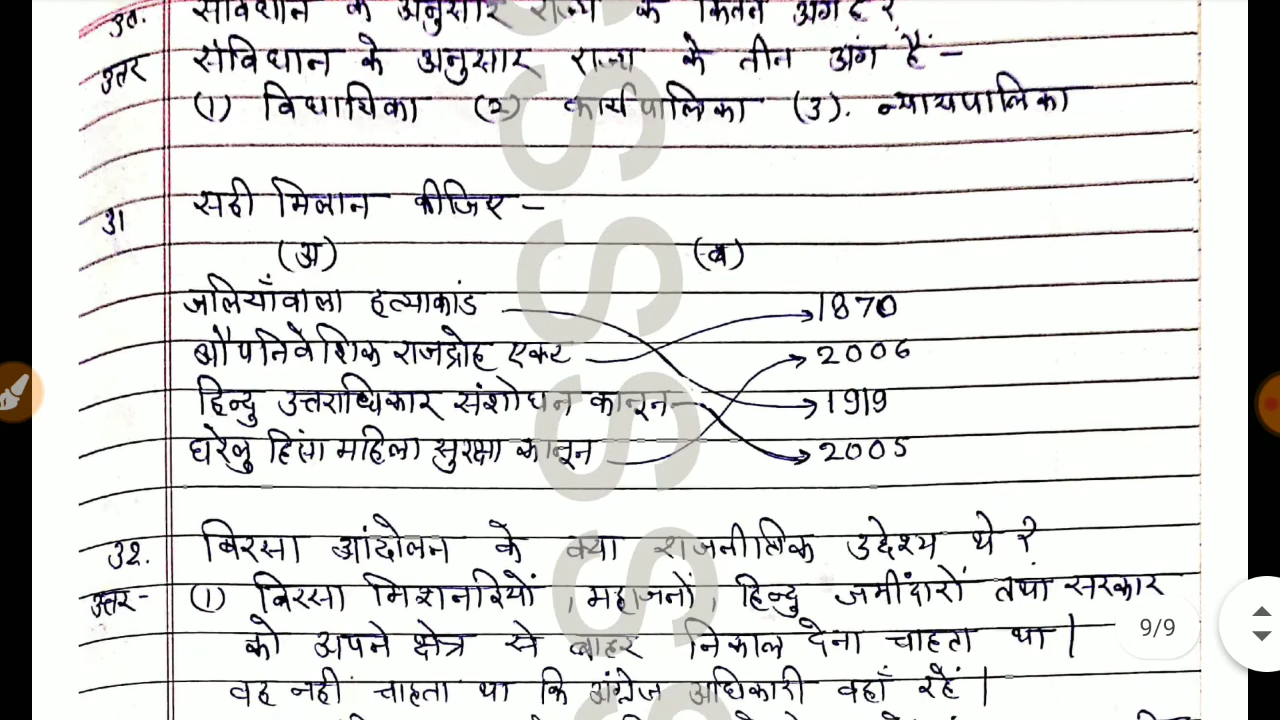 30. संविधान के अनुसार राज्य के कितने अंग हैं ?
उत्तर संविधान के अनुसार राज्य के तीन अंग हैं -
(1) विधायिका (2) कार्यपालिका (3). न्यायपालिका
31 सही मिलान कीजिए -
(अ) (ब)
जलियाँवाला हत्याकांड 1870
औपनिवेशिक राजद्रोह एक्ट 2006
हिन्दु उत्तराधिकार संशोधन कानून 1919
घरेलु हिंसा महिला सुरक्षा कानून 2005
32. बिरसा आंदोलन के क्या राजनीतिक उद्देश्य थे ?
उत्तर - (1) बिरसा मिशनरियों, महाजनों, हिन्दु जमींदारों तथा सरकार
को अपने क्षेत्र से बाहर निकाल देना चाहता था |
वह नहीं चाहता था कि अंग्रेज अधिकारी वहाँ रहें |
9/9